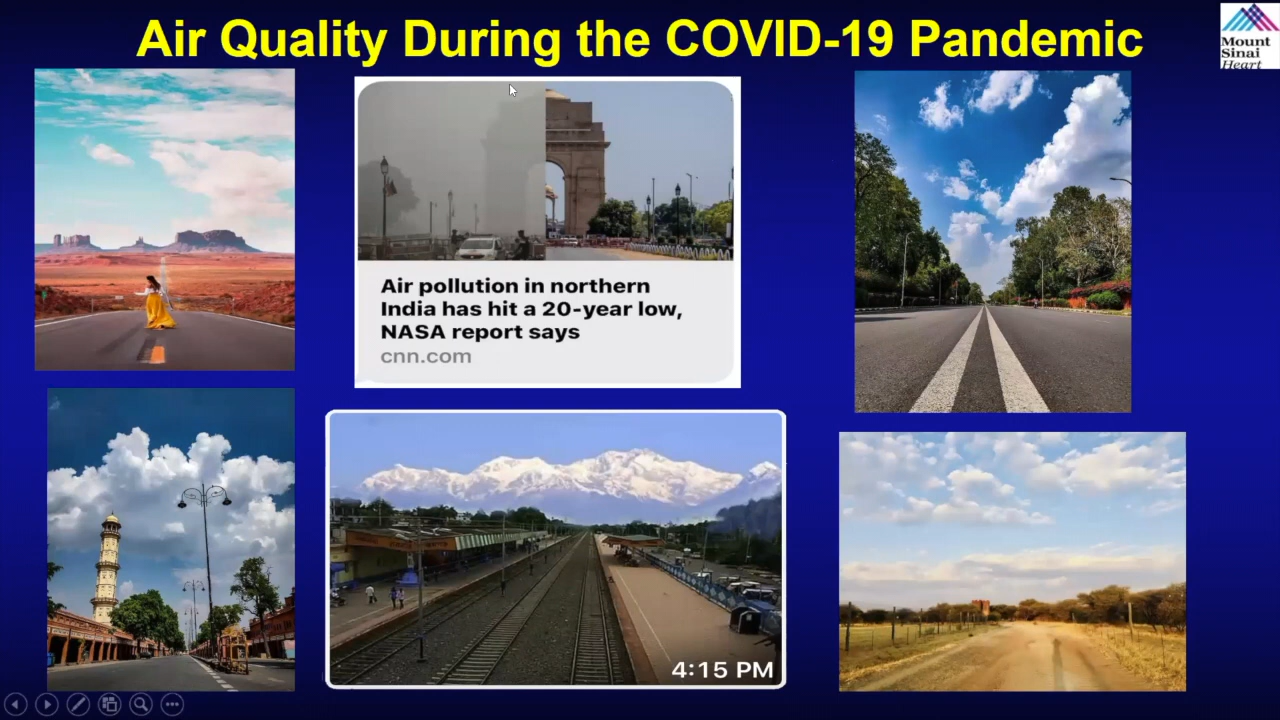 Air Quality During the COVID-19 Pandemic
Mount
Sinai
Heart
Air pollution in northern
India has hit a 20-year low,
NASA report says
cnn.com
4:15 PM